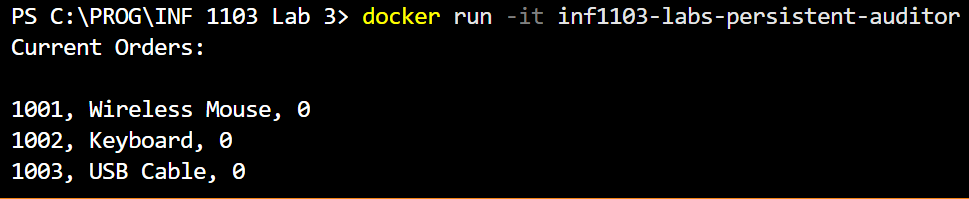 PS C:\PROG\INF 1103 Lab 3> docker run -it inf1103-labs-persistent-auditor
Current Orders:
1001, Wireless Mouse, 0
1002, Keyboard, 0
1003, USB Cable, 0